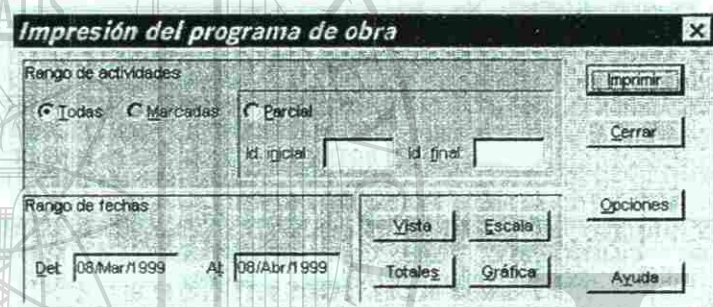 Impresión del programa de obra
Rango de actividades
Todas Marcadas Parcial
Id. inicial Id. final
Imprimir
Cerrar
Rango de fechas
Del: 08/Mar/1999 Al: 08/Abr/1999
Vista Escala
Totales Gráfica
Opciones
Ayuda